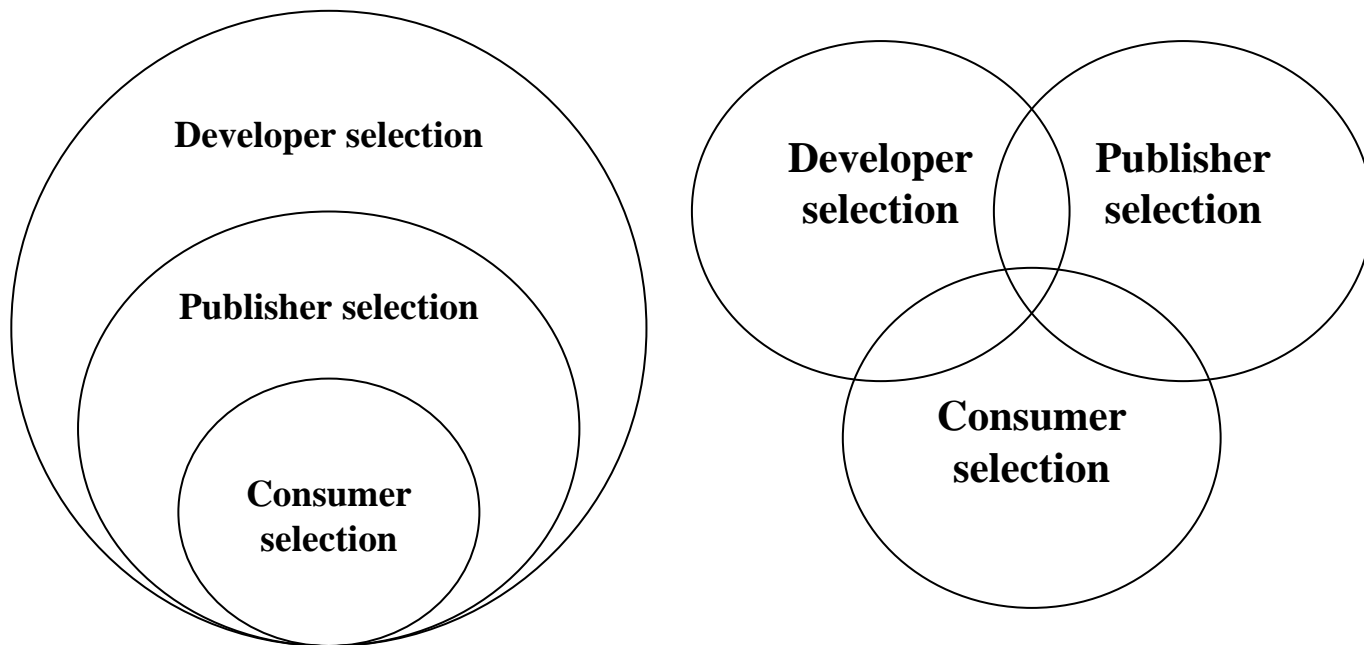 Developer selection
Publisher selection
Consumer
selection
Developer
selection
Publisher
selection
Consumer
selection